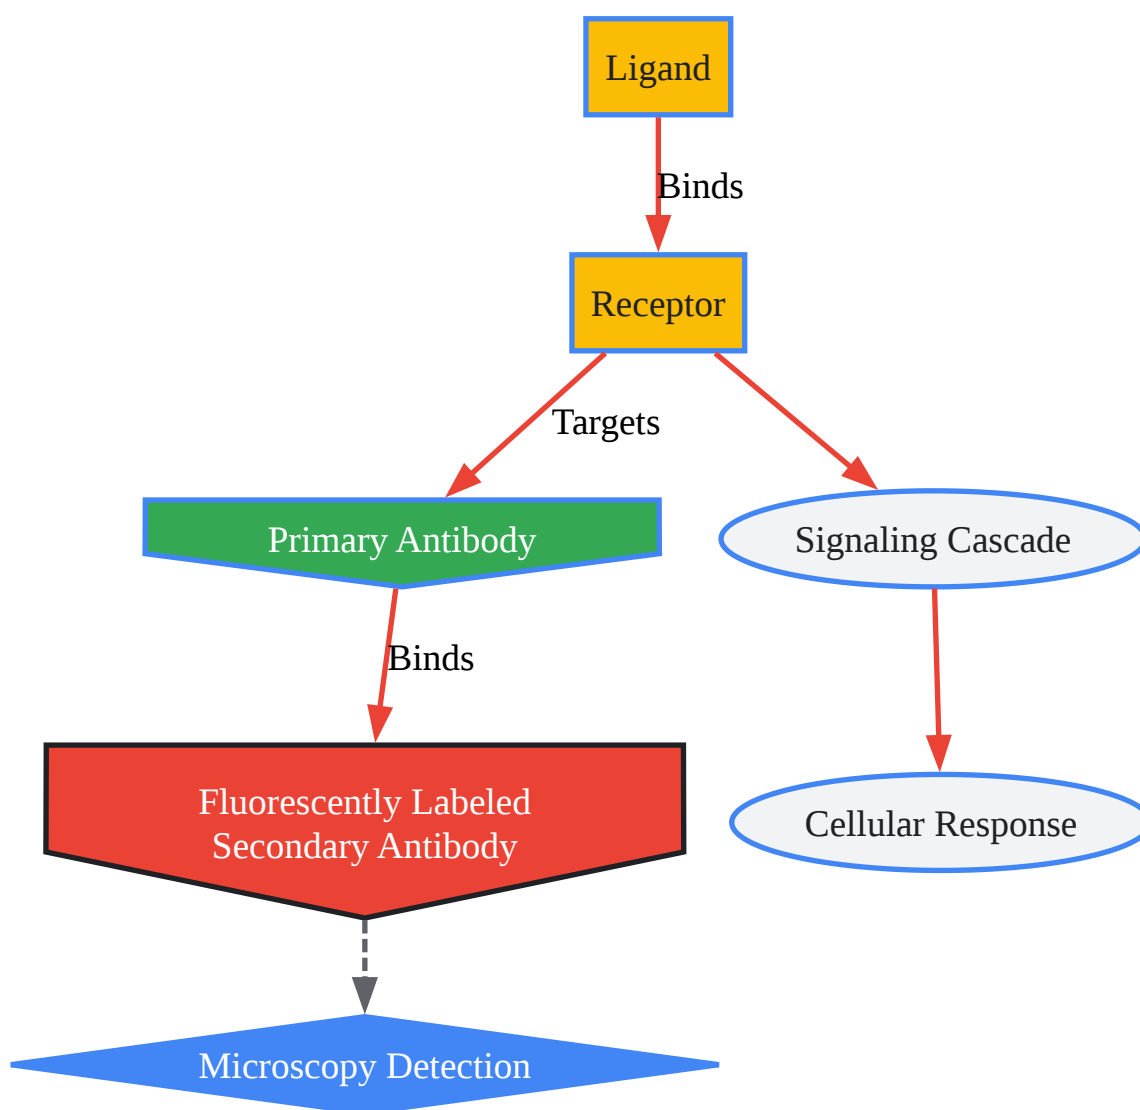 Ligand
Binds
Receptor
Targets
Primary Antibody
Signaling Cascade
Binds
Fluorescently Labeled
Secondary Antibody
Cellular Response
Microscopy Detection